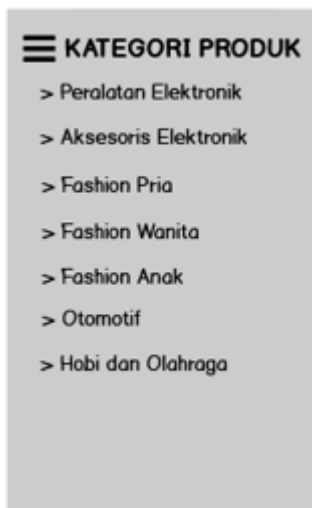 KATEGORI PRODUK
> Peralatan Elektronik
> Aksesoris Elektronik
> Fashion Pria
> Fashion Wanita
> Fashion Anak
> Otomotif
> Hobi dan Olahraga